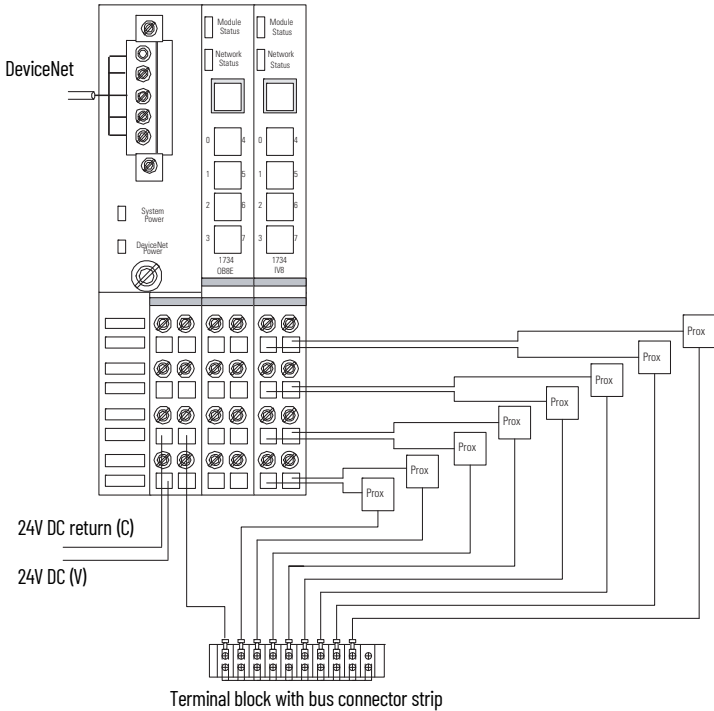 Module
Status
Module
Status
DeviceNet
Network
Status
Network
Status
0 4
0 4
1 5
1 5
2 6
2 6
3 7
3 7
System
Power
DeviceNet
Power
1734
OB8E
1734
IV8
Prox
Prox
Prox
Prox
Prox
Prox
Prox
Prox
24V DC return (C)
24V DC (V)
Terminal block with bus connector strip